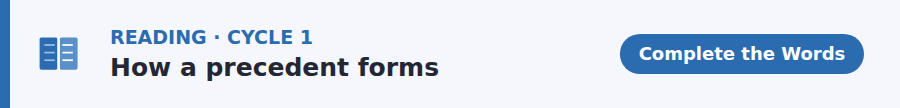 READING · CYCLE 1
How a precedent forms
Complete the Words